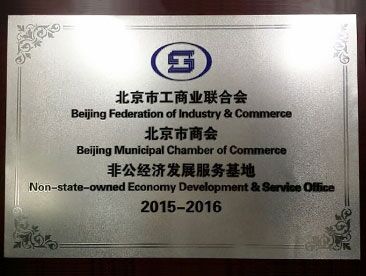 北京市工商业联合会
Beijing Federation of Industry & Commerce
北京市商会
Beijing Municipal Chamber of Commerce
非公经济发展服务基地
Non-state-owned Economy Development & Service Office
2015-2016